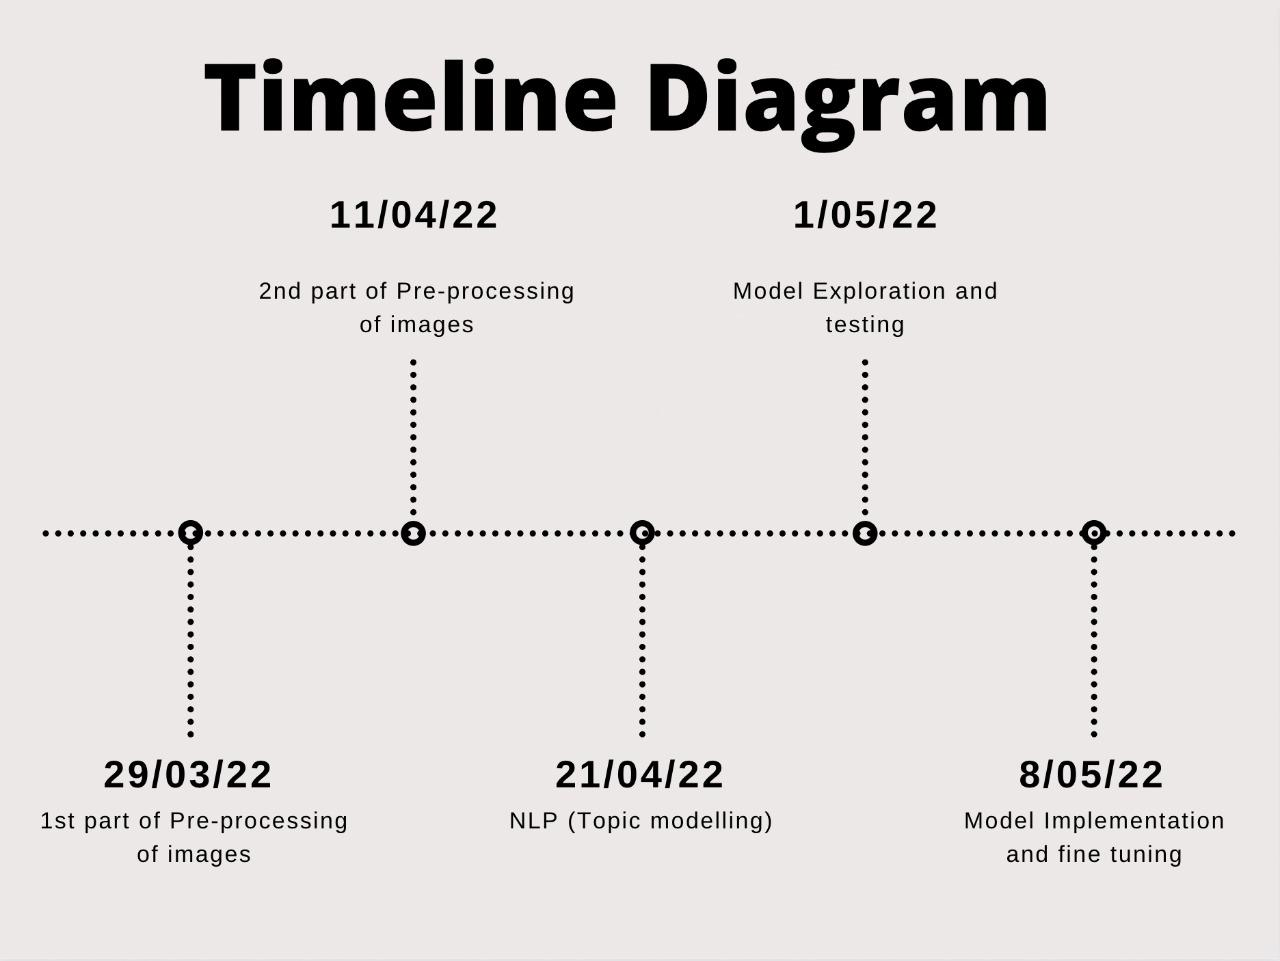 Timeline Diagram
11/04/22
2nd part of Pre-processing
of images
1/05/22
Model Exploration and
testing
29/03/22
1st part of Pre-processing
of images
21/04/22
NLP (Topic modelling)
8/05/22
Model Implementation
and fine tuning